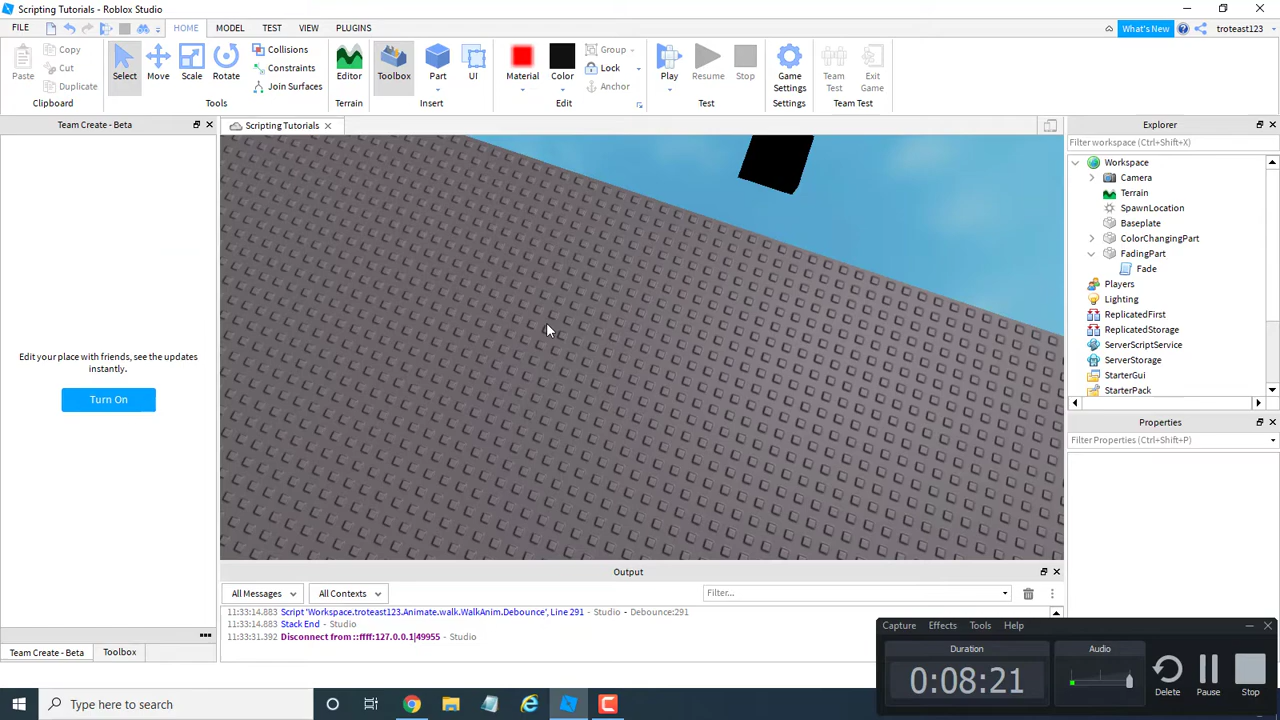 Scripting Tutorials - Roblox Studio
FILE
HOME
MODEL
TEST
VIEW
PLUGINS
What's New
troteast123
Paste
Copy
Cut
Duplicate
Clipboard
Select
Move
Scale
Rotate
Collisions
Constraints
Join Surfaces
Tools
Editor
Terrain
Toolbox
Part
UI
Insert
Material
Color
Group
Lock
Anchor
Edit
Play
Resume
Stop
Test
Game Settings
Settings
Team Test
Exit Game
Team Test
Team Create - Beta
Scripting Tutorials
Explorer
Filter workspace (Ctrl+Shift+X)
Workspace
Camera
Terrain
SpawnLocation
Baseplate
ColorChangingPart
FadingPart
Fade
Players
Lighting
ReplicatedFirst
ReplicatedStorage
ServerScriptService
ServerStorage
StarterGui
StarterPack
Edit your place with friends, see the updates
instantly.
Turn On
Properties
Filter Properties (Ctrl+Shift+P)
Output
All Messages
All Contexts
Filter...
11:33:14.883 Script 'Workspace.troteast123.Animate.walk.WalkAnim.Debounce', Line 291 - Studio - Debounce:291
11:33:14.883 Stack End - Studio
11:33:31.392 Disconnect from ::ffff:127.0.0.1|49955 - Studio
Team Create - Beta
Toolbox
Capture
Effects
Tools
Help
Duration
0:08:21
Audio
Delete
Pause
Stop
Type here to search